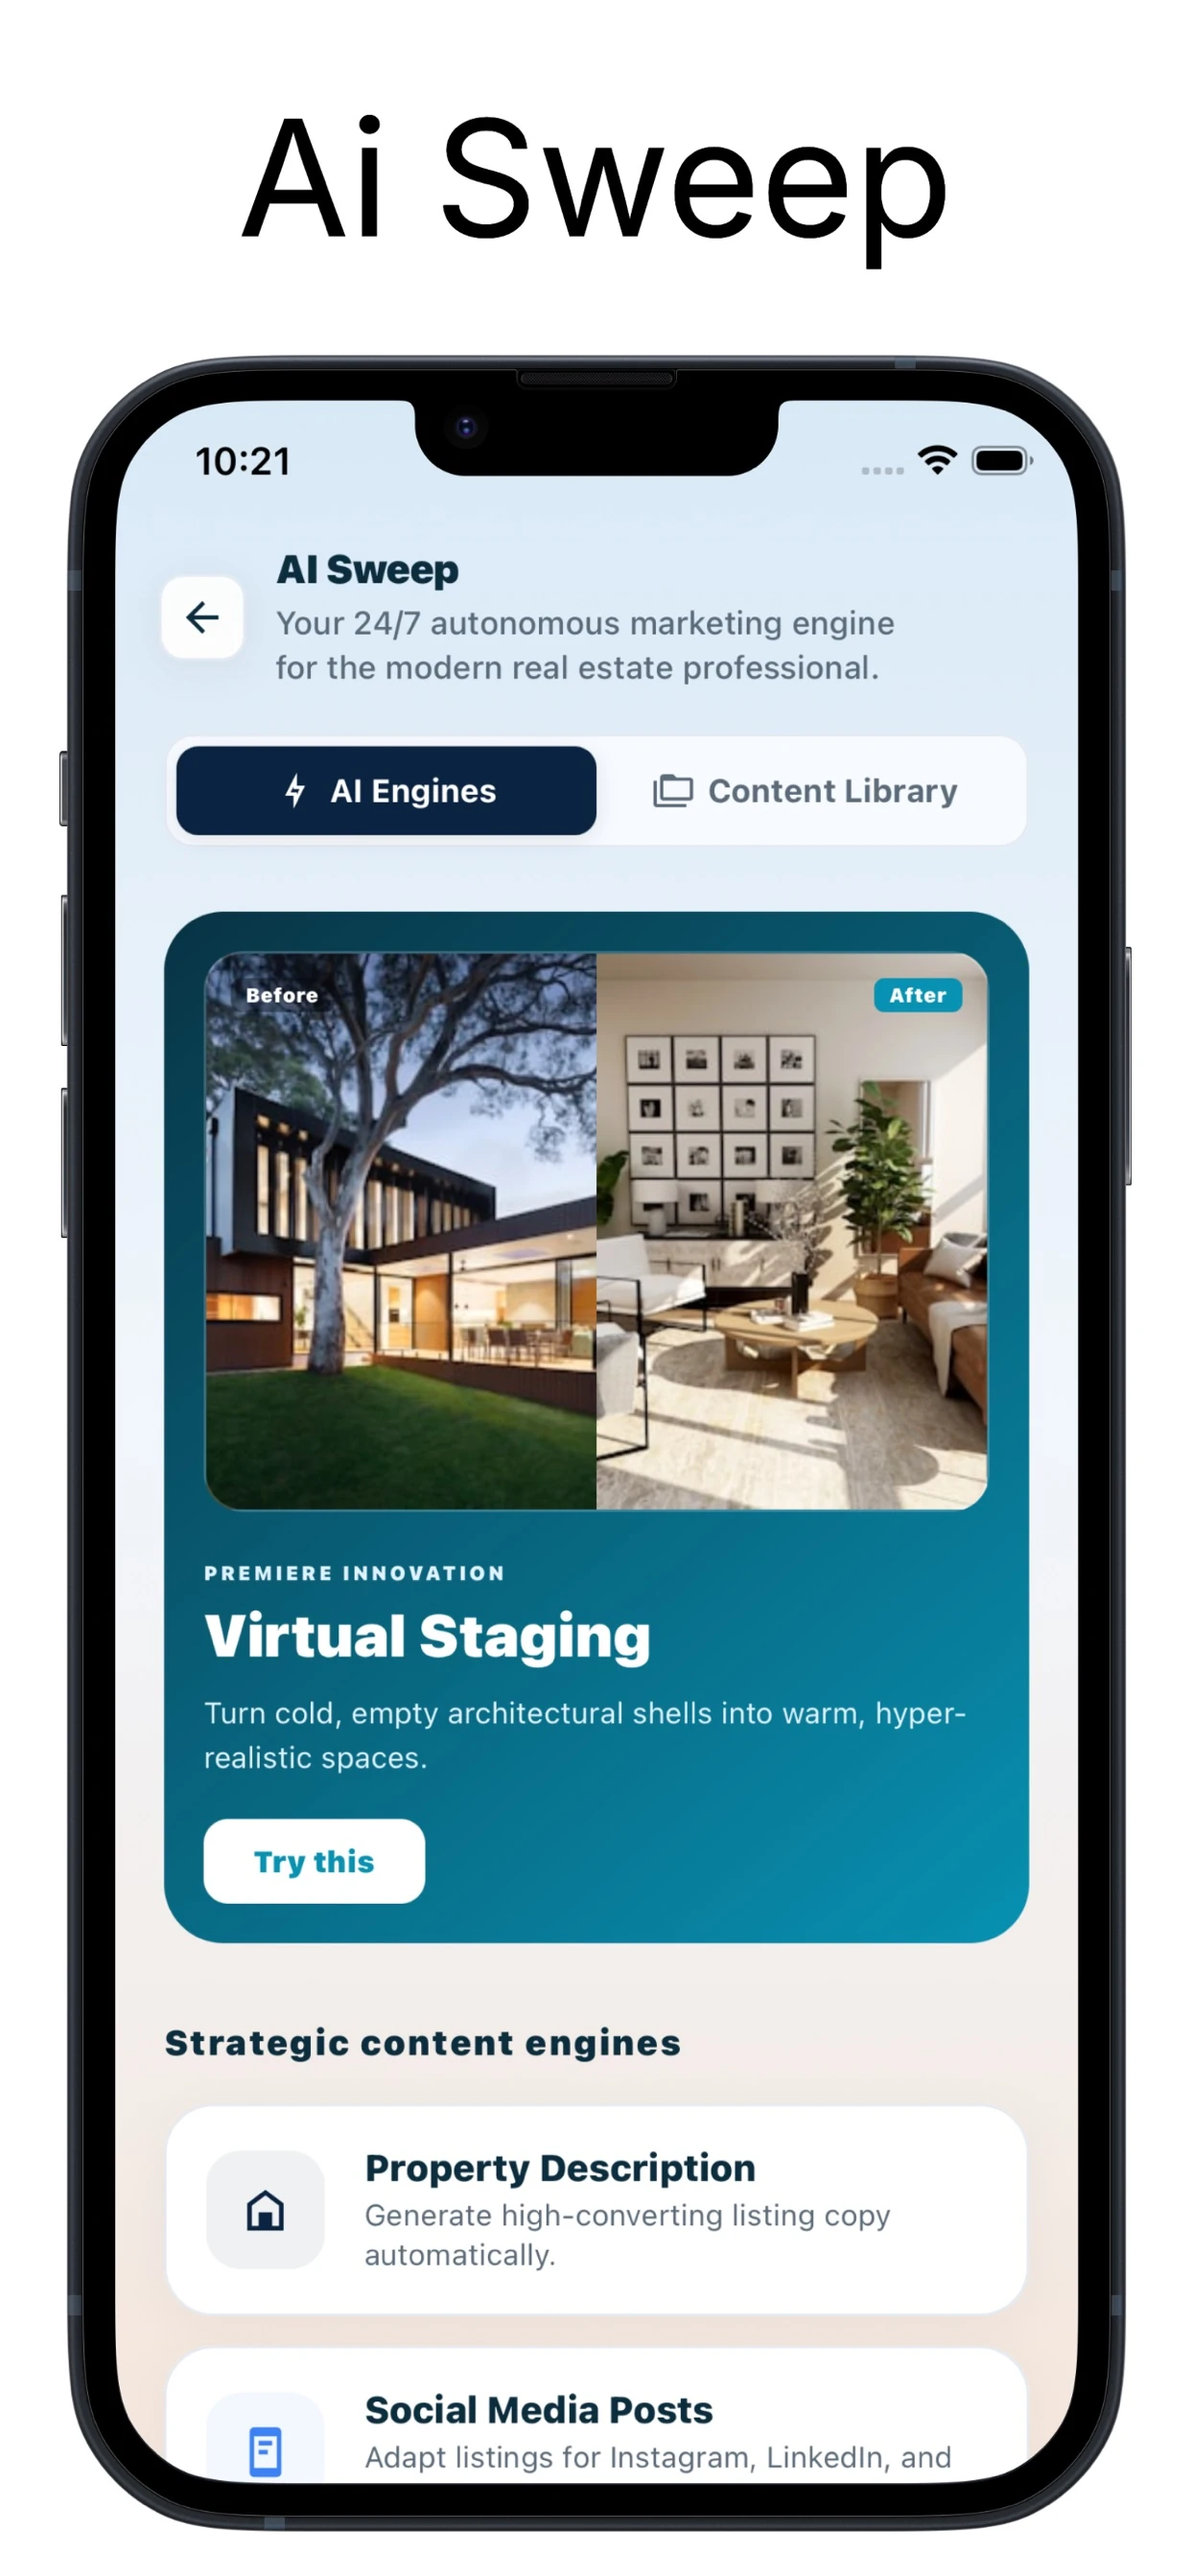 Ai Sweep
10:21
AI Sweep
Your 24/7 autonomous marketing engine
for the modern real estate professional.
AI Engines
Content Library
Before
After
PREMIERE INNOVATION
Virtual Staging
Turn cold, empty architectural shells into warm, hyper-
realistic spaces.
Try this
Strategic content engines
Property Description
Generate high-converting listing copy
automatically.
Social Media Posts
Adapt listings for Instagram, LinkedIn, and